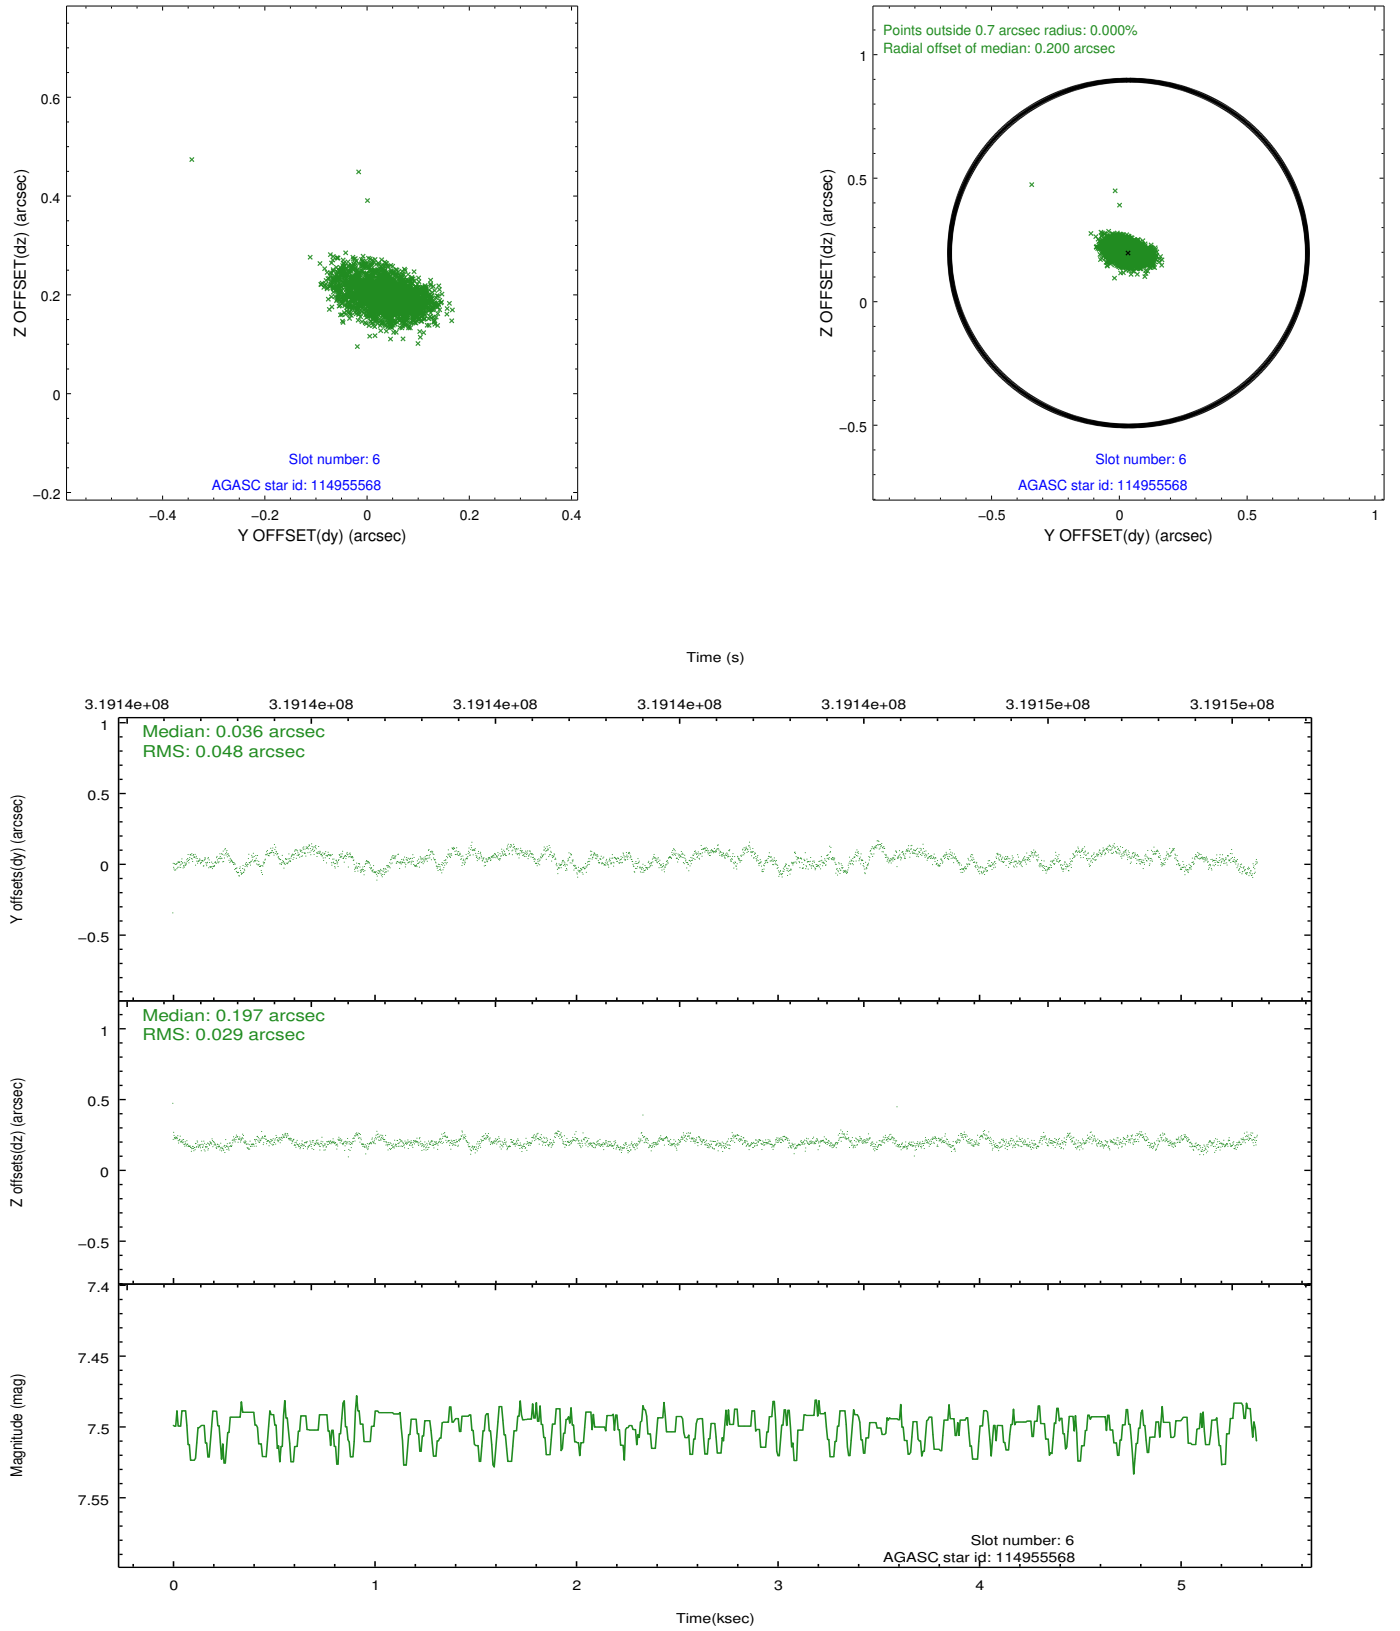 0.6
0.4
0.2
0
−0.2
Z OFFSET(dz) (arcsec)
Slot number: 6
AGASC star id: 114955568
−0.4
−0.2
0
0.2
0.4
Y OFFSET(dy) (arcsec)
Points outside 0.7 arcsec radius: 0.000%
Radial offset of median: 0.200 arcsec
1
0.5
0
−0.5
Z OFFSET(dz) (arcsec)
Slot number: 6
AGASC star id: 114955568
−0.5
0
0.5
1
Y OFFSET(dy) (arcsec)
Time (s)
3.1914e+08
3.1914e+08
3.1914e+08
3.1914e+08
3.1914e+08
3.1915e+08
3.1915e+08
Median: 0.036 arcsec
RMS: 0.048 arcsec
1
0.5
0
−0.5
Y offsets(dy) (arcsec)
Median: 0.197 arcsec
RMS: 0.029 arcsec
1
0.5
0
−0.5
Z offsets(dz) (arcsec)
7.4
7.45
7.5
7.55
Magnitude (mag)
Slot number: 6
AGASC star id: 114955568
0
1
2
3
4
5
Time(ksec)